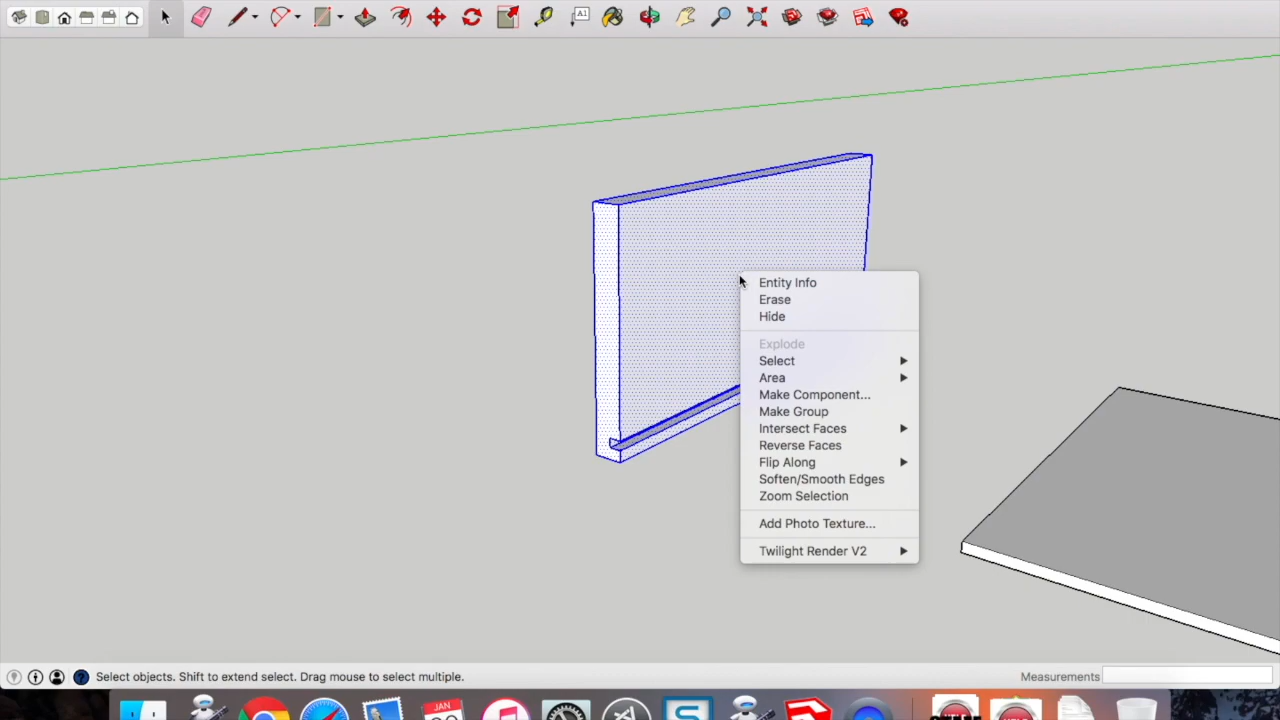 A1
Entity Info
Erase
Hide
Explode
Select
Area
Make Component...
Make Group
Intersect Faces
Reverse Faces
Flip Along
Soften/Smooth Edges
Zoom Selection
Add Photo Texture...
Twilight Render V2
Select objects. Shift to extend select. Drag mouse to select multiple.
Measurements
JAN